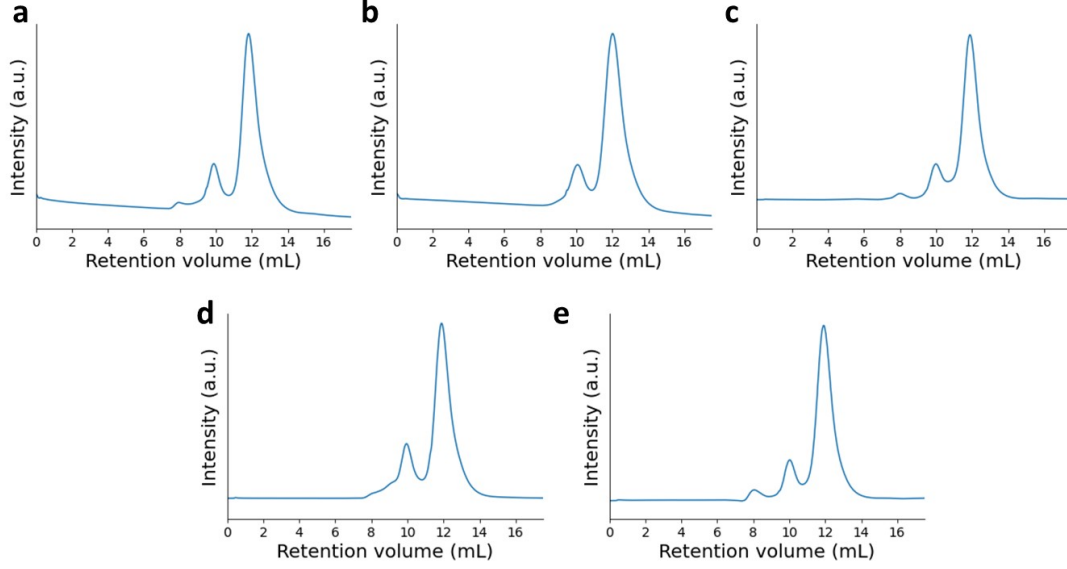 a
Intensity (a.u.)
0 2 4 6 8 10 12 14 16
Retention volume (mL)
b
Intensity (a.u.)
0 2 4 6 8 10 12 14 16
Retention volume (mL)
c
Intensity (a.u.)
0 2 4 6 8 10 12 14 16
Retention volume (mL)
d
Intensity (a.u.)
0 2 4 6 8 10 12 14 16
Retention volume (mL)
e
Intensity (a.u.)
0 2 4 6 8 10 12 14 16
Retention volume (mL)